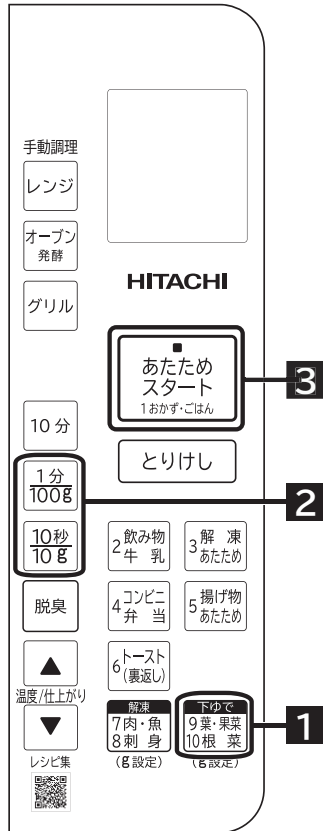 手動調理
レンジ
オーブン
発酵
グリル
HITACHI
あたため
スタート
1おかず・ごはん
3
10分
とりけし
1分
100g
2
10秒
10g
2 飲み物
牛 乳
3 解 凍
あたため
脱臭
4 コンビニ
弁 当
5 揚げ物
あたため
▲
温度/仕上がり
▼
6 トースト
(裏返し)
解凍
7肉・魚
8刺 身
(g設定)
下ゆで
9葉・果菜
10根 菜
(g設定)
1
レシピ集